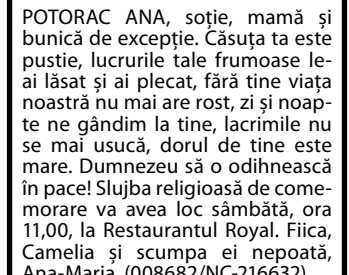 POTORAC ANA, soție, mamă și
bunică de excepție. Căsuța ta este
pustie, lucrurile tale frumoase le-
ai lăsat și ai plecat, fără tine viața
noastră nu mai are rost, zi și noap-
te ne gândim la tine, lacrimile nu
se mai usucă, dorul de tine este
mare. Dumnezeu să o odihnească
în pace! Slujba religioasă de come-
morare va avea loc sâmbătă, ora
11,00, la Restaurantul Royal. Fiica,
Camelia și scumpa ei nepoată,
Ana-Maria. (008682/NC-216632)